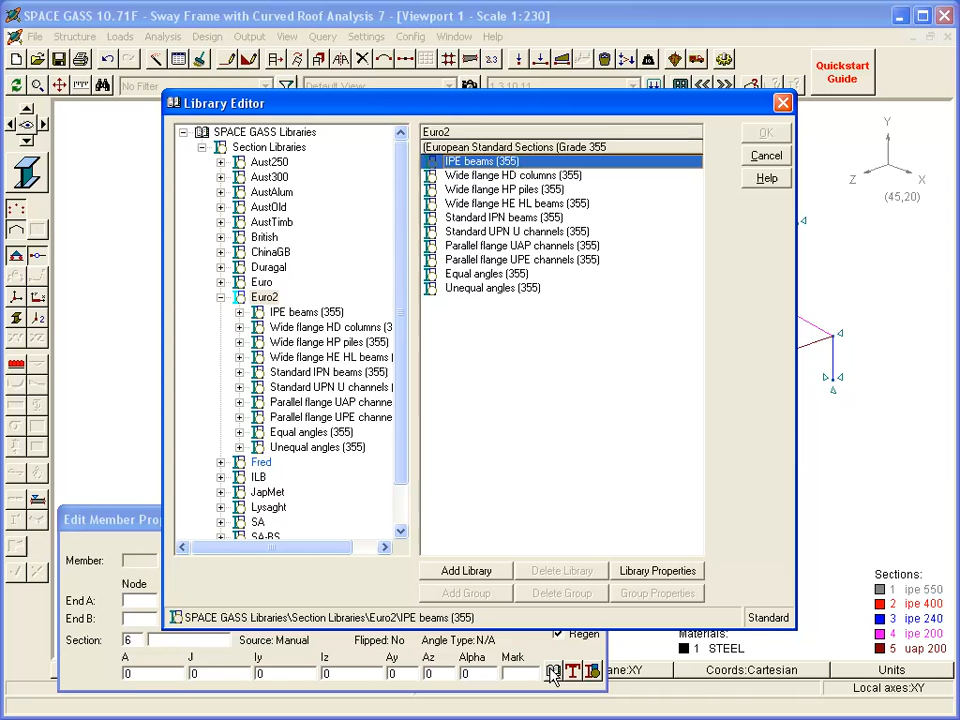 SPACE GASS 10.71F - Sway Frame with Curved Roof Analysis 7 - [Viewport 1 - Scale 1:230]
File Structure Loads Analysis Design Output View Query Settings Config Window Help
Quickstart
Guide
No Filter
Default View
1,3,10,11
Library Editor
SPACE GASS Libraries
Section Libraries
Aust250
Aust300
AustAlum
AustOld
AustTimb
British
ChinaGB
Duragal
Euro
Euro2
IPE beams (355)
Wide flange HD columns (3
Wide flange HP piles (355)
Wide flange HE HL beams (
Standard IPN beams (355)
Standard UPN U channels (
Parallel flange UAP channe
Parallel flange UPE channe
Equal angles (355)
Unequal angles (355)
Fred
ILB
JapMet
Lysaght
SA
SA-BS
Euro2
(European Standard Sections (Grade 355
IPE beams (355)
Wide flange HD columns (355)
Wide flange HP piles (355)
Wide flange HE HL beams (355)
Standard IPN beams (355)
Standard UPN U channels (355)
Parallel flange UAP channels (355)
Parallel flange UPE channels (355)
Equal angles (355)
Unequal angles (355)
OK
Cancel
Help
Add Library Delete Library Library Properties
Add Group Delete Group Group Properties
SPACE GASS Libraries\Section Libraries\Euro2\IPE beams (355) Standard
Y
Z X
(45,20)
Edit Member Prop
Member:
Node
End A:
End B:
Section: 6 Source: Manual Flipped: No Angle Type: N/A Regen
A J Iy Iz Ay Az Alpha Mark
0 0 0 0 0 0 0
Sections:
1 ipe 550
2 ipe 400
3 ipe 240
4 ipe 200
5 uap 200
Materials:
1 STEEL
ane:XY Coords:Cartesian Units
Local axes:XY